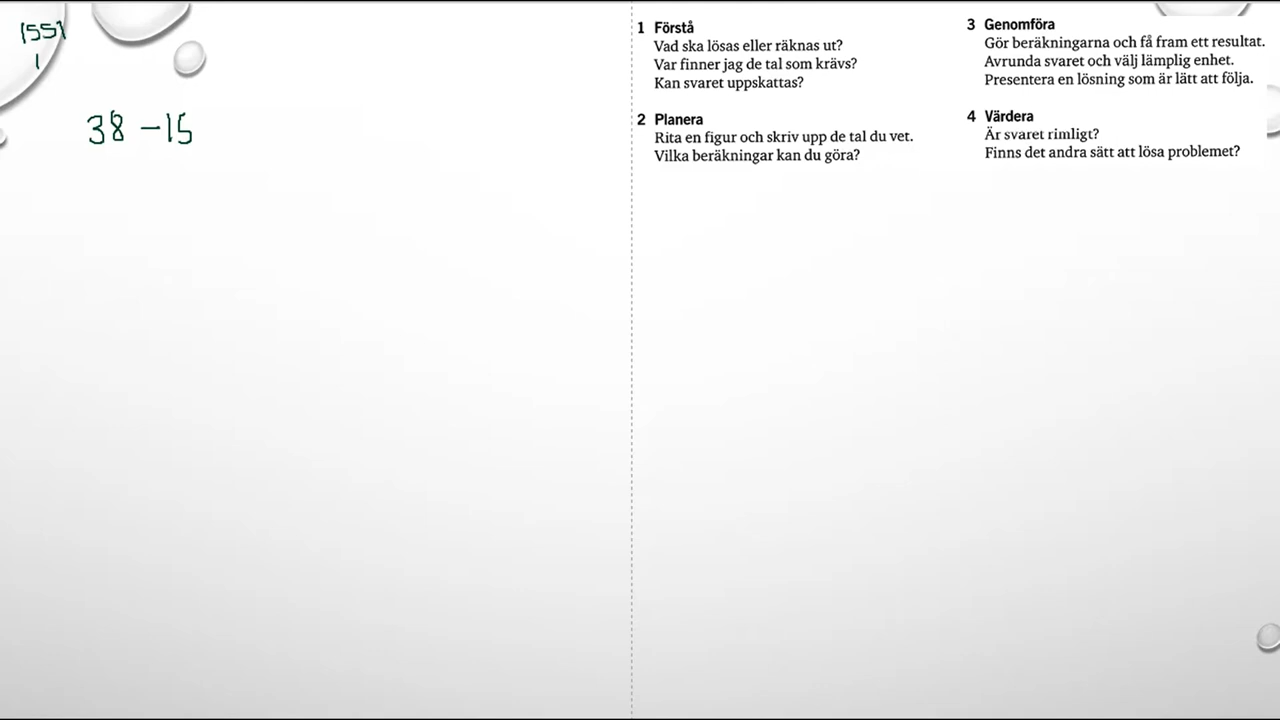 1551
1
38 - 15
1 Förstå
Vad ska lösas eller räknas ut?
Var finner jag de tal som krävs?
Kan svaret uppskattas?
2 Planera
Rita en figur och skriv upp de tal du vet.
Vilka beräkningar kan du göra?
3 Genomföra
Gör beräkningarna och få fram ett resultat.
Avrunda svaret och välj lämplig enhet.
Presentera en lösning som är lätt att följa.
4 Värdera
Är svaret rimligt?
Finns det andra sätt att lösa problemet?